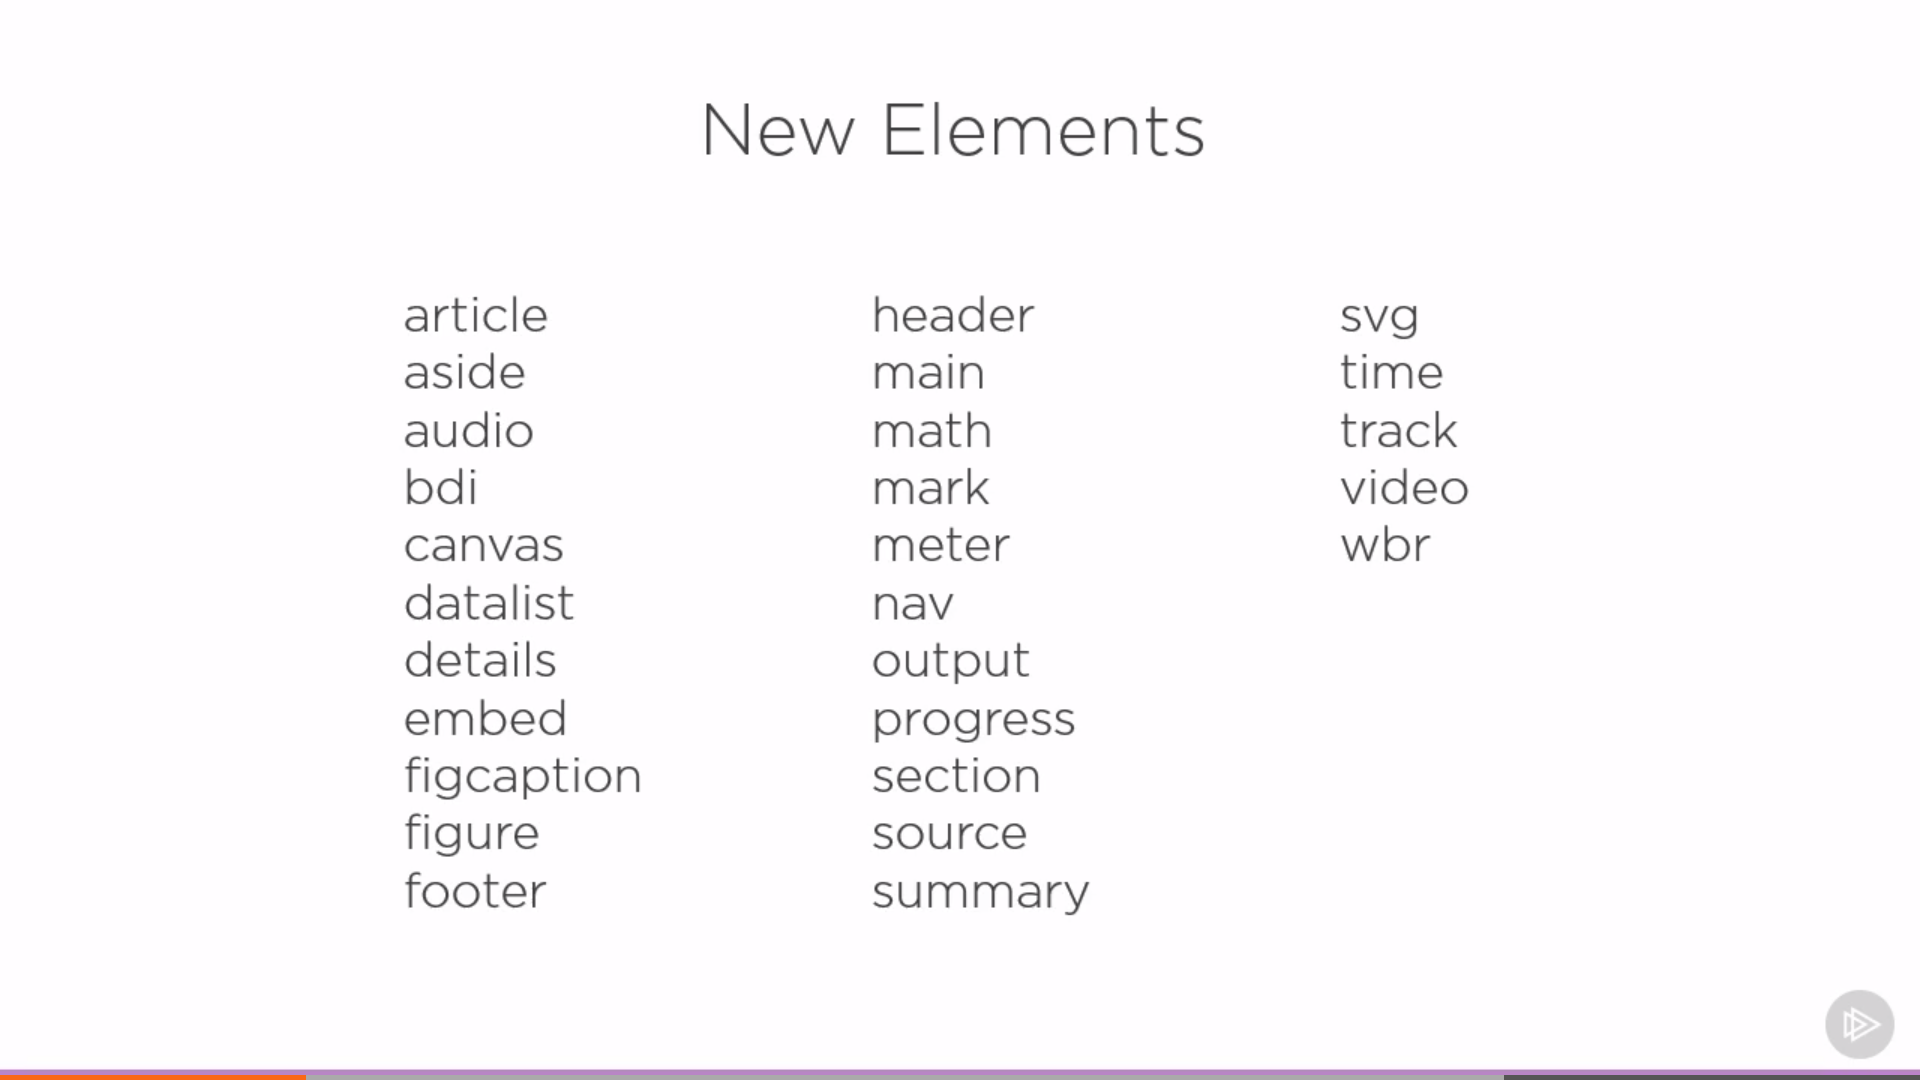 New Elements
article
aside
audio
bdi
canvas
datalist
details
embed
figcaption
figure
footer
header
main
math
mark
meter
nav
output
progress
section
source
summary
svg
time
track
video
wbr